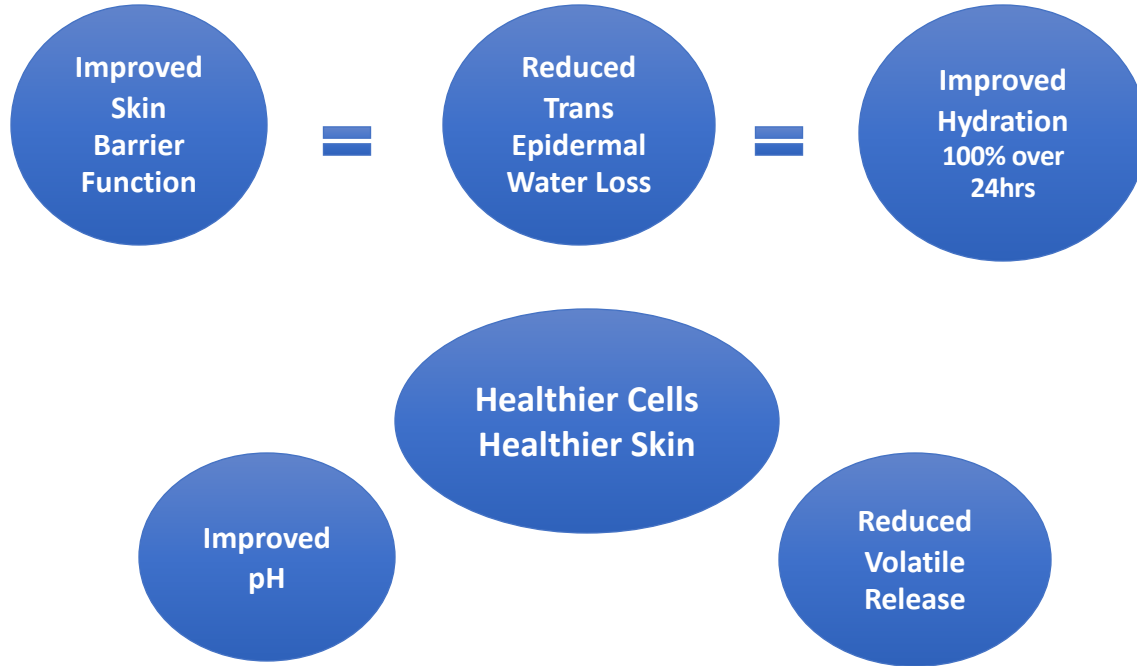 Improved
Skin
Barrier
Function
=
Reduced
Trans
Epidermal
Water Loss
=
Improved
Hydration
100% over
24hrs
Healthier Cells
Healthier Skin
Improved
pH
Reduced
Volatile
Release